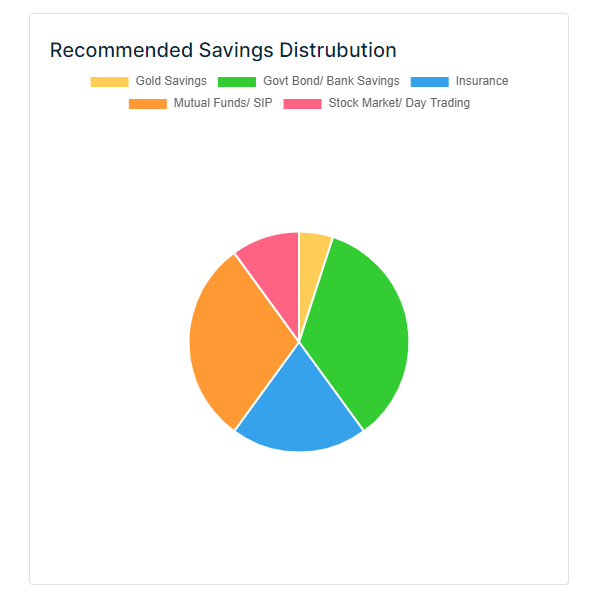 Recommended Savings Distrubution
Gold Savings Govt Bond/ Bank Savings Insurance
Mutual Funds/ SIP Stock Market/ Day Trading